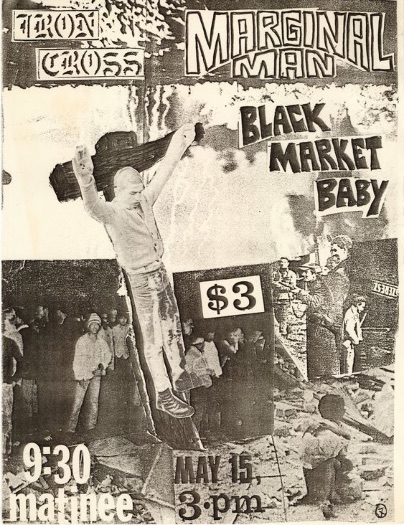 IRON
CROSS
MARGINAL
MAN
BLACK
MARKET
BABY
$3
9:30
matinee
MAY 15,
3·pm